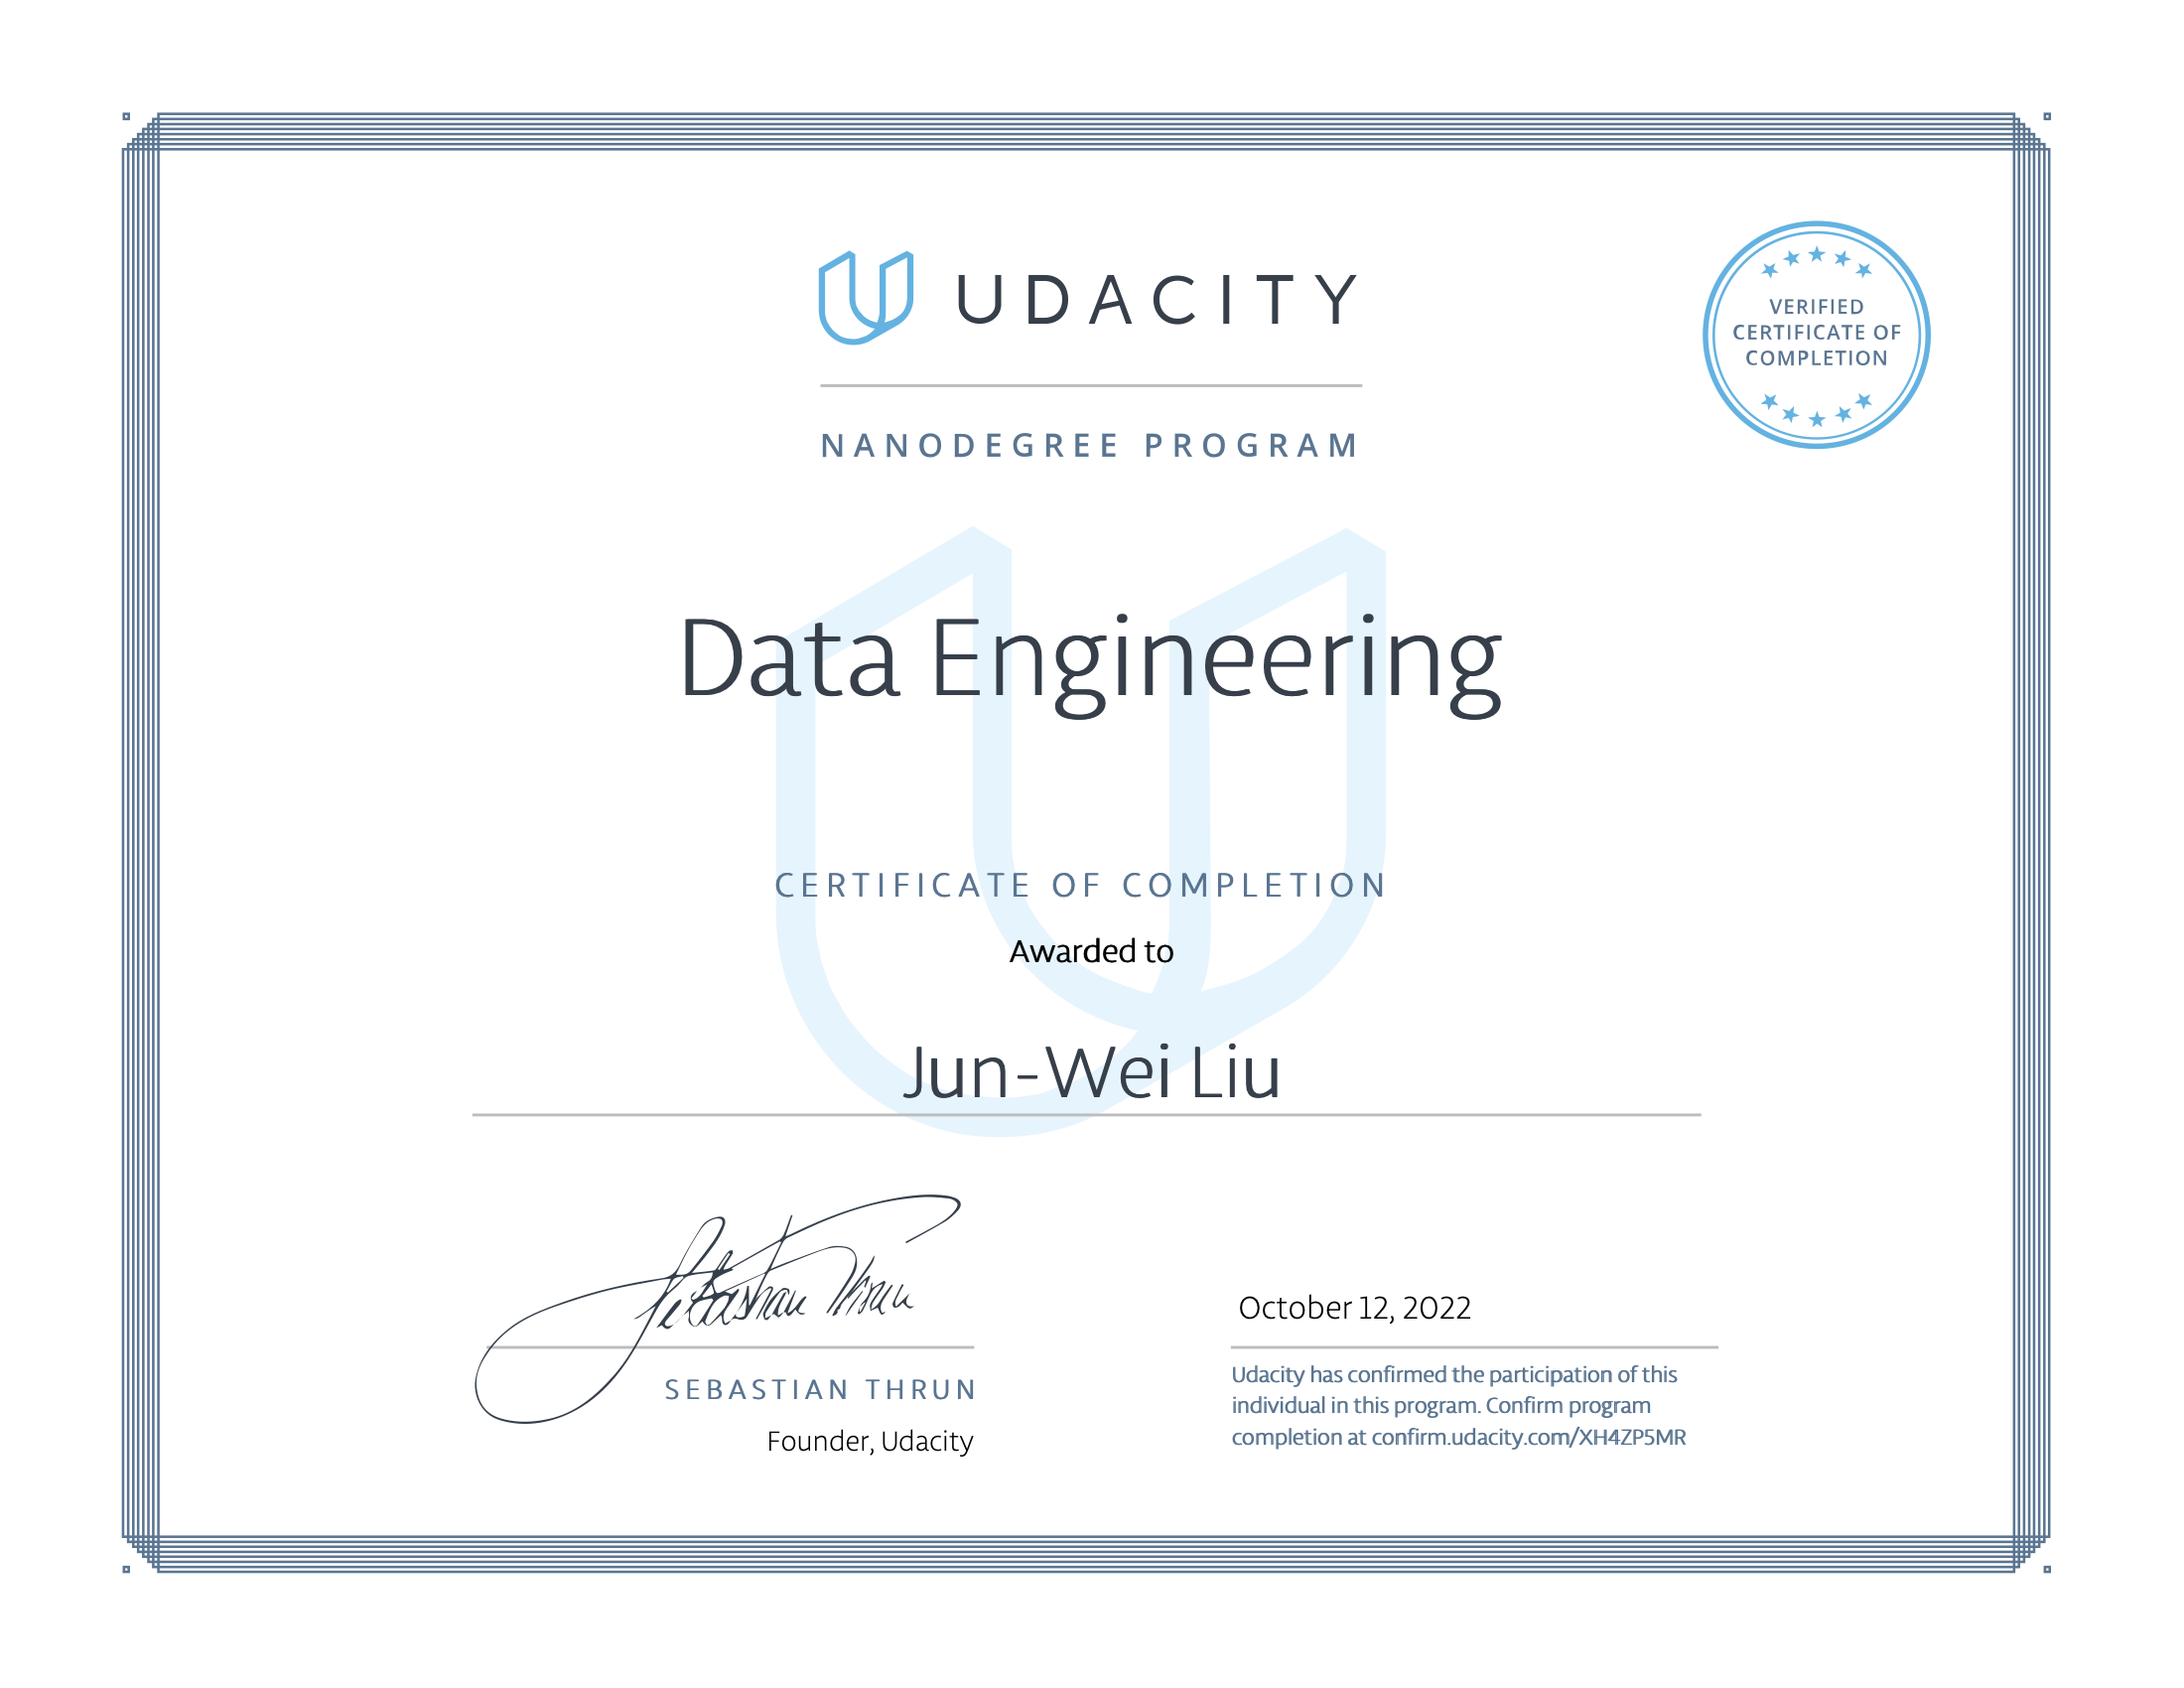 UDACITY
VERIFIED
CERTIFICATE OF
COMPLETION
NANODEGREE PROGRAM
Data Engineering
CERTIFICATE OF COMPLETION
Awarded to
Jun-Wei Liu
Sebastian Thrun
October 12, 2022
SEBASTIAN THRUN
Founder, Udacity
Udacity has confirmed the participation of this
individual in this program. Confirm program
completion at confirm.udacity.com/XH4ZP5MR